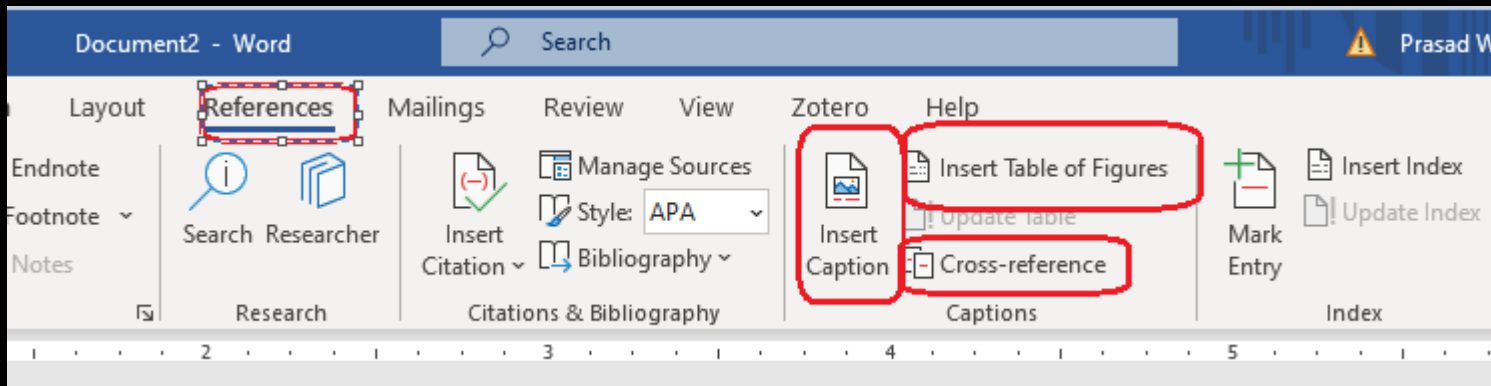 Document2 - Word
Search
Prasad W
Layout References Mailings Review View Zotero Help
Endnote
Footnote
Notes
Search
Researcher
Research
Insert
Citation
Manage Sources
Style: APA
Bibliography
Citations & Bibliography
Insert
Caption
Insert Table of Figures
Update Table
Cross-reference
Captions
Mark
Entry
Insert Index
Update Index
Index
2 3 4 5